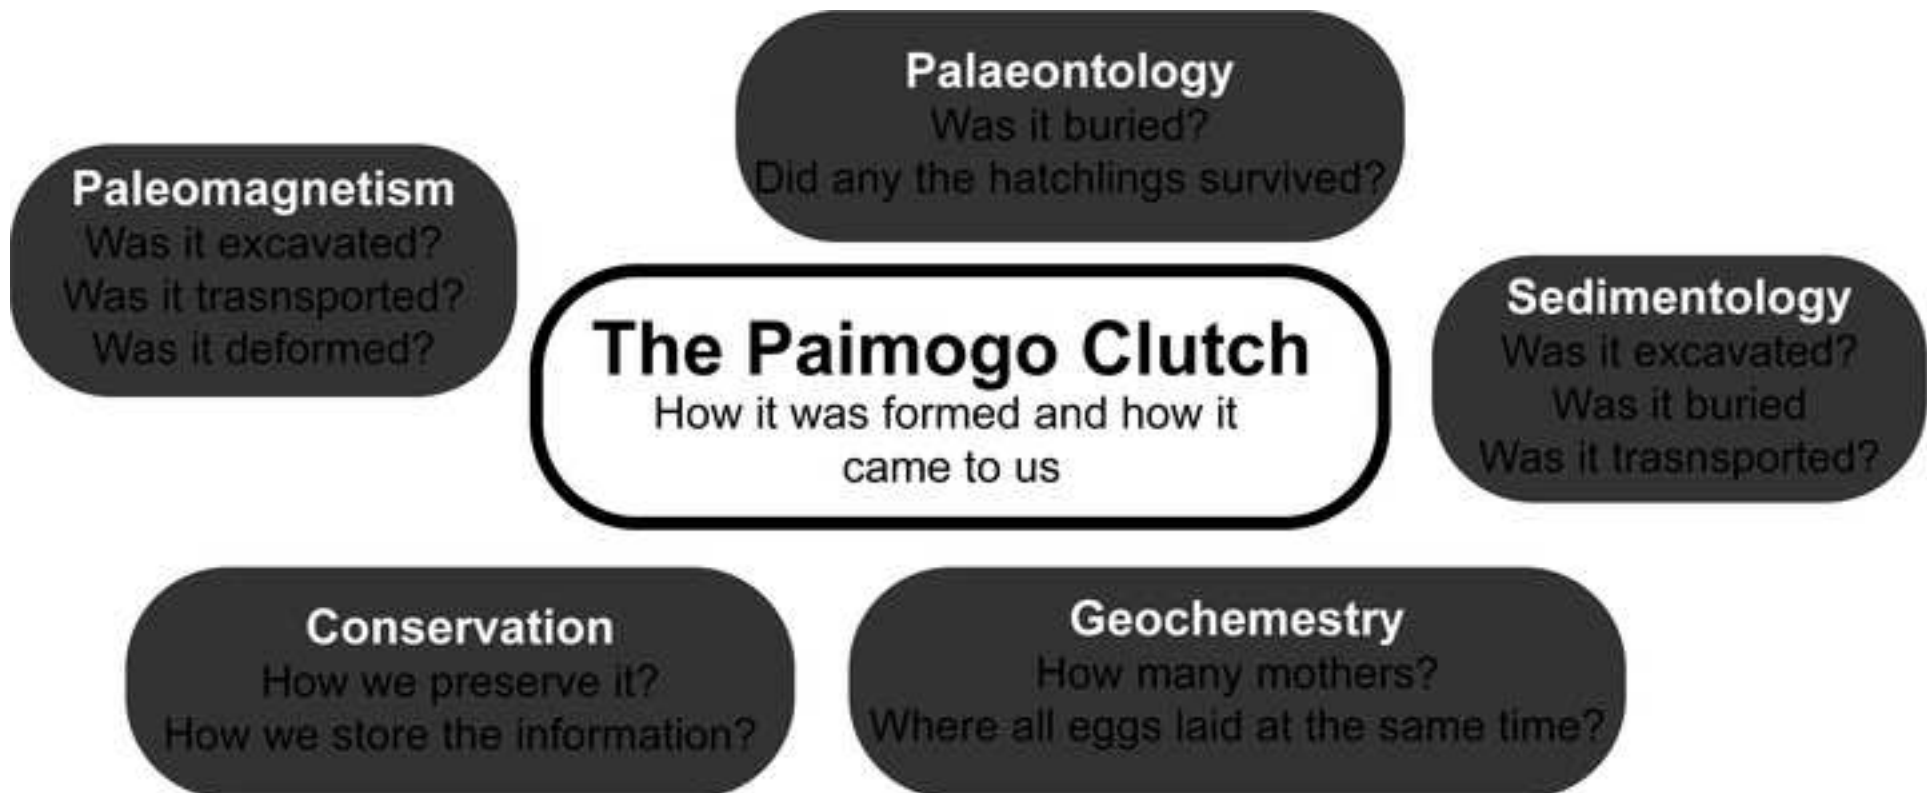 Palaeontology
Was it buried?
Did any the hatchlings survived?
Paleomagnetism
Was it excavated?
Was it trasnsported?
Was it deformed?
The Paimogo Clutch
How it was formed and how it
came to us
Sedimentology
Was it excavated?
Was it buried
Was it trasnsported?
Conservation
How we preserve it?
How we store the information?
Geochemestry
How many mothers?
Where all eggs laid at the same time?